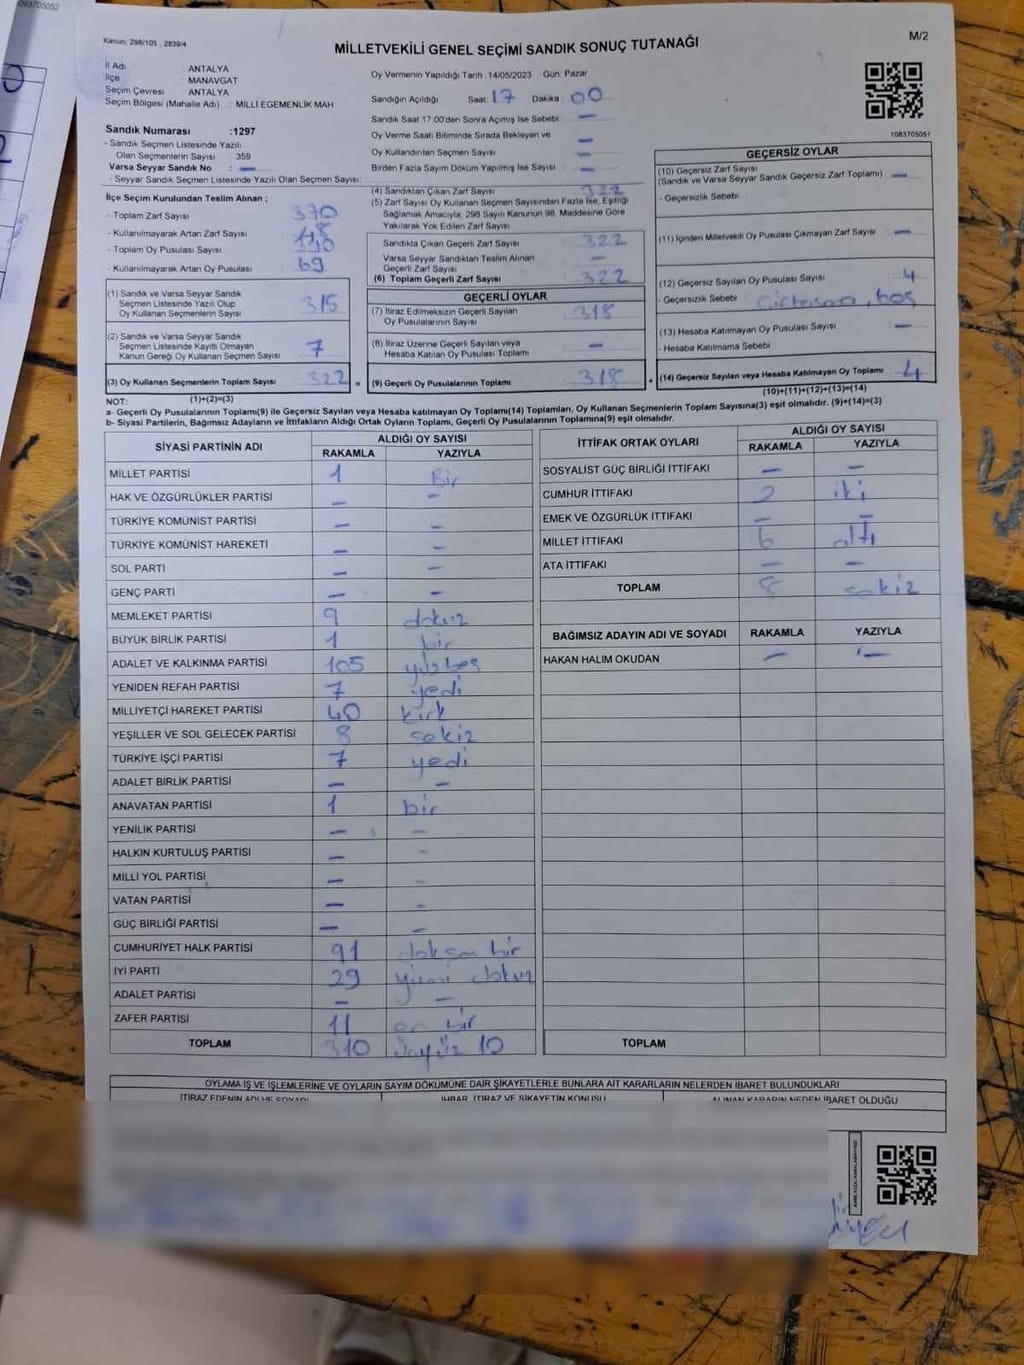 093705052
Kanun: 298/105 , 2839/4
MİLLETVEKİLİ GENEL SEÇİMİ SANDIK SONUÇ TUTANAĞI
M/2
İl Adı ANTALYA
İlçe MANAVGAT
Seçim Çevresi ANTALYA
Seçim Bölgesi (Mahalle Adı) : MİLLİ EGEMENLİK MAH
Sandık Numarası :1297
- Sandık Seçmen Listesinde Yazılı
Olan Seçmenlerin Sayısı 359
Varsa Seyyar Sandık No : —
- Seyyar Sandık Seçmen Listesinde Yazılı Olan Seçmen Sayısı:
Oy Vermenin Yapıldığı Tarih :14/05/2023 Gün: Pazar
Sandığın Açıldığı Saat: 17 Dakika: 00
Sandık Saat 17:00'den Sonra Açılmış İse Sebebi : —
Oy Verme Saati Bitiminde Sırada Bekleyen ve —
Oy Kullandırılan Seçmen Sayısı —
Birden Fazla Sayım Döküm Yapılmış İse Sayısı : —
1083705051
İlçe Seçim Kurulundan Teslim Alınan ;
- Toplam Zarf Sayısı 370
- Kullanılmayarak Artan Zarf Sayısı
- Toplam Oy Pusulası Sayısı
- Kullanılmayarak Artan Oy Pusulası 69
(1) Sandık ve Varsa Seyyar Sandık
Seçmen Listesinde Yazılı Olup
Oy Kullanan Seçmenlerin Sayısı 315
(2) Sandık ve Varsa Seyyar Sandık
Seçmen Listesinde Kayıtlı Olmayan
Kanun Gereği Oy Kullanan Seçmen Sayısı 7
(3) Oy Kullanan Seçmenlerin Toplam Sayısı 322 =
(4) Sandıktan Çıkan Zarf Sayısı 322
(5) Zarf Sayısı Oy Kullanan Seçmen Sayısından Fazla İse, Eşitliği
Sağlamak Amacıyla, 298 Sayılı Kanunun 98. Maddesine Göre
Yakılarak Yok Edilen Zarf Sayısı
Sandıkta Çıkan Geçerli Zarf Sayısı 322
Varsa Seyyar Sandıktan Teslim Alınan
Geçerli Zarf Sayısı —
(6) Toplam Geçerli Zarf Sayısı 322
GEÇERLİ OYLAR
(7) İtiraz Edilmeksizin Geçerli Sayılan
Oy Pusulalarının Sayısı 318
(8) İtiraz Üzerine Geçerli Sayılan veya
Hesaba Katılan Oy Pusulası Toplamı —
(9) Geçerli Oy Pusulalarının Toplamı 318 +
GEÇERSİZ OYLAR
(10) Geçersiz Zarf Sayısı
(Sandık ve Varsa Seyyar Sandık Geçersiz Zarf Toplamı) —
- Geçersizlik Sebebi
(11) İçinden Milletvekili Oy Pusulası Çıkmayan Zarf Sayısı —
(12) Geçersiz Sayılan Oy Pusulası Sayısı 4
- Geçersizlik Sebebi boş
(13) Hesaba Katılmayan Oy Pusulası Sayısı —
- Hesaba Katılmama Sebebi
(14) Geçersiz Sayılan veya Hesaba Katılmayan Oy Toplamı 4
NOT: (1)+(2)=(3)
(10)+(11)+(12)+(13)=(14)
a- Geçerli Oy Pusulalarının Toplamı(9) ile Geçersiz Sayılan veya Hesaba katılmayan Oy Toplamı(14) Toplamları, Oy Kullanan Seçmenlerin Toplam Sayısına(3) eşit olmalıdır. (9)+(14)=(3)
b- Siyasi Partilerin, Bağımsız Adayların ve İttifakların Aldığı Oyların Toplamı, Geçerli Oy Pusulalarının Toplamına(9) eşit olmalıdır.
SİYASİ PARTİNİN ADI ALDIĞI OY SAYISI
RAKAMLA YAZIYLA
MİLLET PARTİSİ 1 Bir
HAK VE ÖZGÜRLÜKLER PARTİSİ — —
TÜRKİYE KOMÜNİST PARTİSİ — —
TÜRKİYE KOMÜNİST HAREKETİ — —
SOL PARTİ — —
GENÇ PARTİ — —
MEMLEKET PARTİSİ 9 dokuz
BÜYÜK BİRLİK PARTİSİ 1 bir
ADALET VE KALKINMA PARTİSİ 105 yüzbeş
YENİDEN REFAH PARTİSİ 7 yedi
MİLLİYETÇİ HAREKET PARTİSİ 40 kırk
YEŞİLLER VE SOL GELECEK PARTİSİ 8 sekiz
TÜRKİYE İŞÇİ PARTİSİ 7 yedi
ADALET BİRLİK PARTİSİ — —
ANAVATAN PARTİSİ 1 bir
YENİLİK PARTİSİ — —
HALKIN KURTULUŞ PARTİSİ — —
MİLLİ YOL PARTİSİ — —
VATAN PARTİSİ — —
GÜÇ BİRLİĞİ PARTİSİ — —
CUMHURİYET HALK PARTİSİ 91 doksan bir
İYİ PARTİ 29 yirmi dokuz
ADALET PARTİSİ — —
ZAFER PARTİSİ 11 on bir
TOPLAM 310 üçyüz 10
İTTİFAK ORTAK OYLARI ALDIĞI OY SAYISI
RAKAMLA YAZIYLA
SOSYALİST GÜÇ BİRLİĞİ İTTİFAKI — —
CUMHUR İTTİFAKI 2 iki
EMEK VE ÖZGÜRLÜK İTTİFAKI — —
MİLLET İTTİFAKI 6 altı
ATA İTTİFAKI — —
TOPLAM 8 sekiz
BAĞIMSIZ ADAYIN ADI VE SOYADI RAKAMLA YAZIYLA
HAKAN HALİM OKUDAN — —
TOPLAM
OYLAMA İŞ VE İŞLEMLERİNE VE OYLARIN SAYIM DÖKÜMÜNE DAİR ŞİKAYETLERLE BUNLARA AİT KARARLARIN NELERDEN İBARET BULUNDUKLARI
İTİRAZ EDENİN ADI VE SOYADI İHBAR, İTİRAZ VE ŞİKAYETİN KONUSU ALINAN KARARIN NEDEN İBARET OLDUĞU